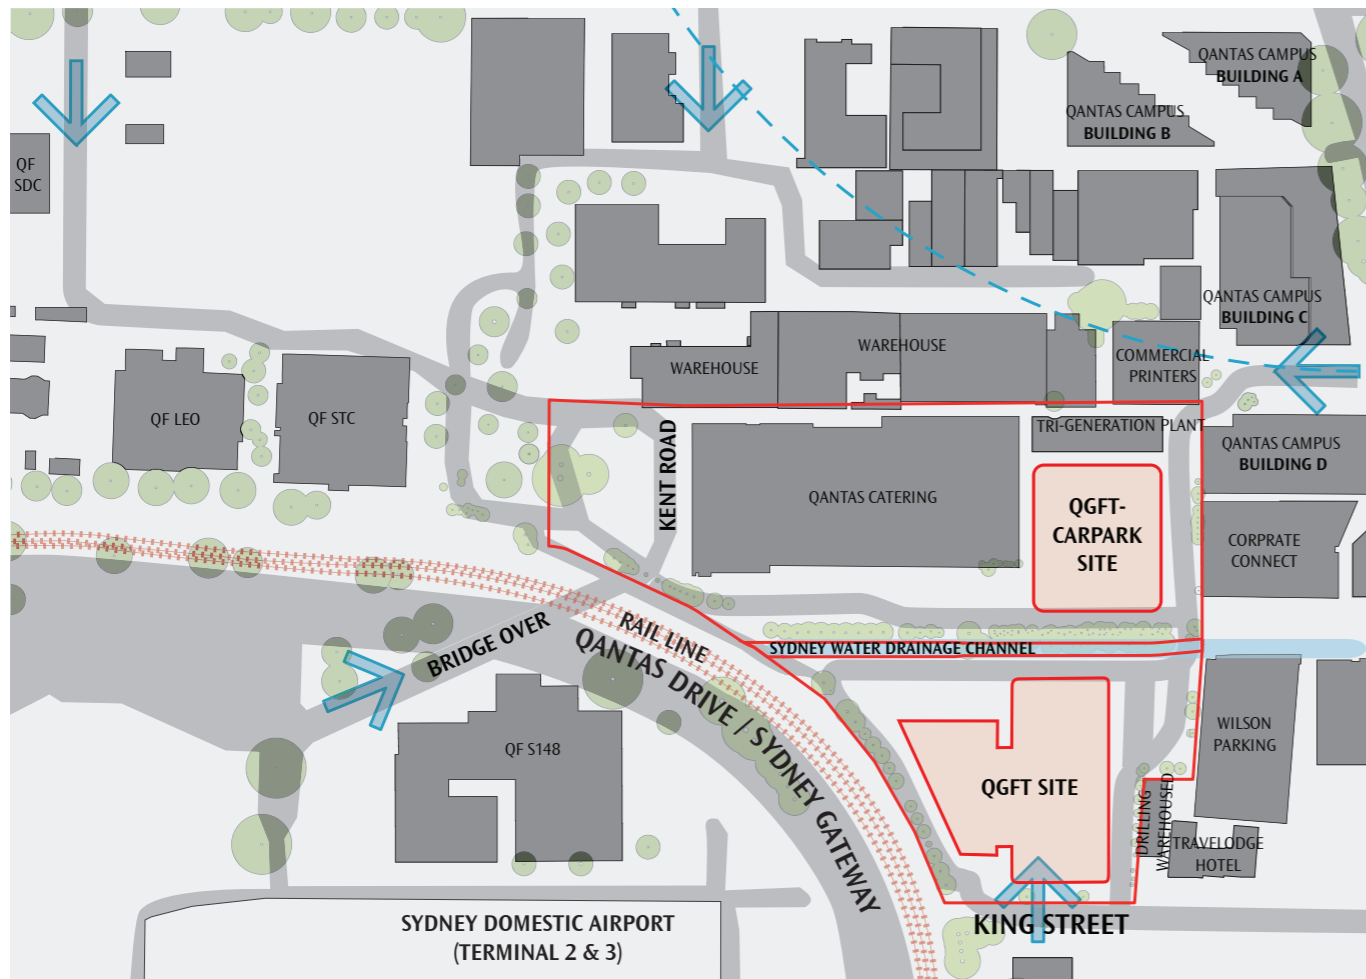 QANTAS CAMPUS
BUILDING A
QANTAS CAMPUS
BUILDING B
QF
SDC
QANTAS CAMPUS
BUILDING C
WAREHOUSE
WAREHOUSE
COMMERCIAL
PRINTERS
QF LEO
QF STC
TRI-GENERATION PLANT
QANTAS CAMPUS
BUILDING D
KENT ROAD
QANTAS CATERING
QGFT-
CARPARK
SITE
CORPRATE
CONNECT
BRIDGE OVER
RAIL LINE
QANTAS DRIVE / SYDNEY GATEWAY
SYDNEY WATER DRAINAGE CHANNEL
QF S148
WILSON
PARKING
QGFT SITE
DRILLING
WAREHOUSED
TRAVELODGE
HOTEL
SYDNEY DOMESTIC AIRPORT
(TERMINAL 2 & 3)
KING STREET